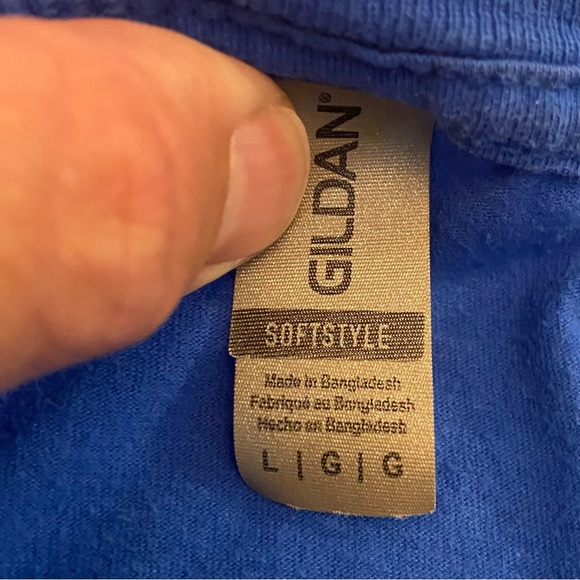 GILDAN®
SOFTSTYLE
Made in Bangladesh
Fabriqué au Bangladesh
Hecho en Bangladesh
L | G | G